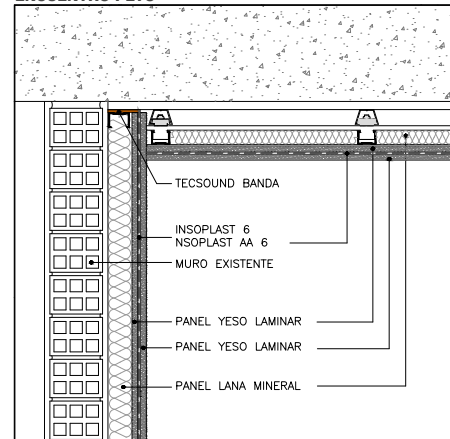 TECSOUND BANDA
INSOPLAST 6
NSOPLAST AA 6
MURO EXISTENTE
PANEL YESO LAMINAR
PANEL YESO LAMINAR
PANEL LANA MINERAL